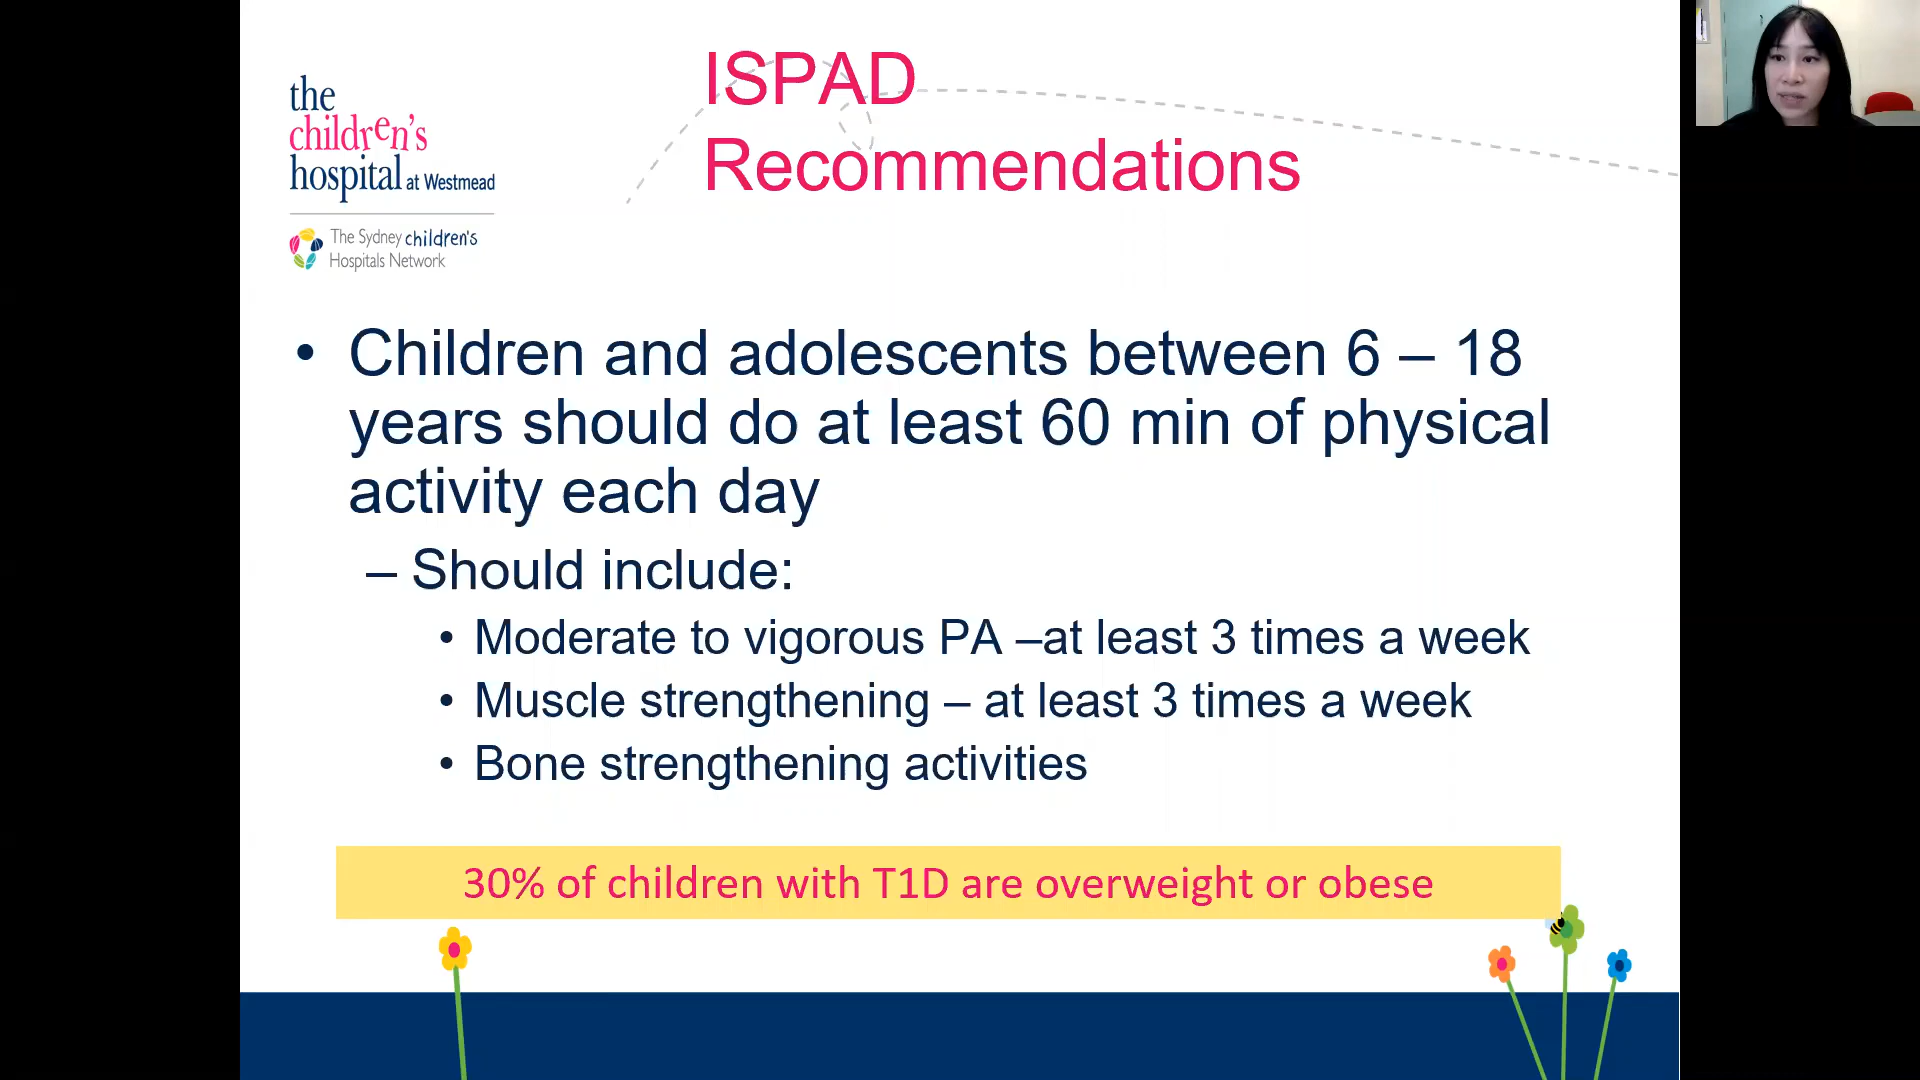 the
children's
hospital at Westmead
The Sydney children's
Hospitals Network
ISPAD
Recommendations
• Children and adolescents between 6 – 18
years should do at least 60 min of physical
activity each day
– Should include:
• Moderate to vigorous PA –at least 3 times a week
• Muscle strengthening – at least 3 times a week
• Bone strengthening activities
30% of children with T1D are overweight or obese